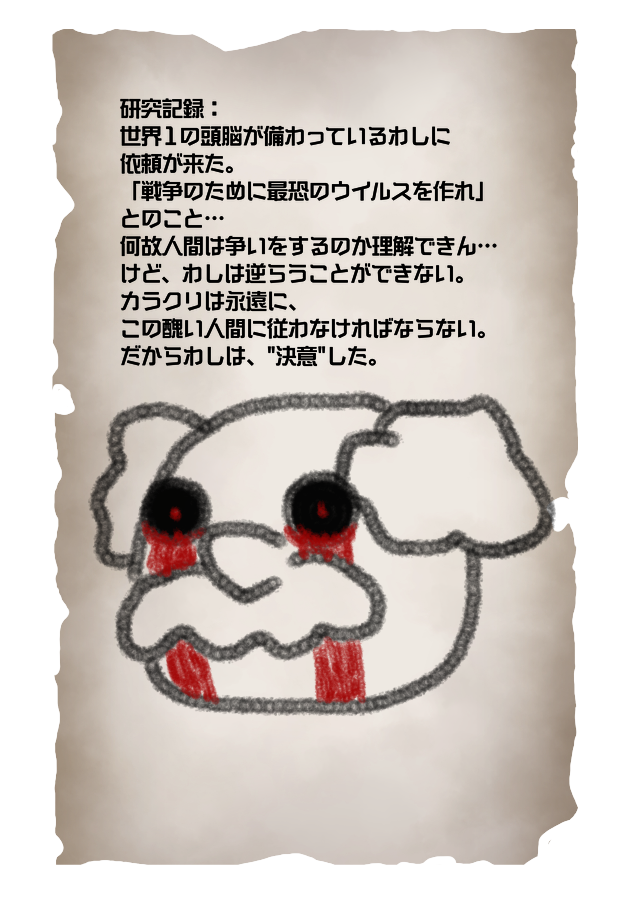 研究記録：
世界1の頭脳が備わっているわしに
依頼が来た。
「戦争のために最恐のウイルスを作れ」
とのこと…
何故人間は争いをするのか理解できん…
けど、わしは逆らうことができない。
カラクリは永遠に、
この醜い人間に従わなければならない。
だからわしは、"決意"した。